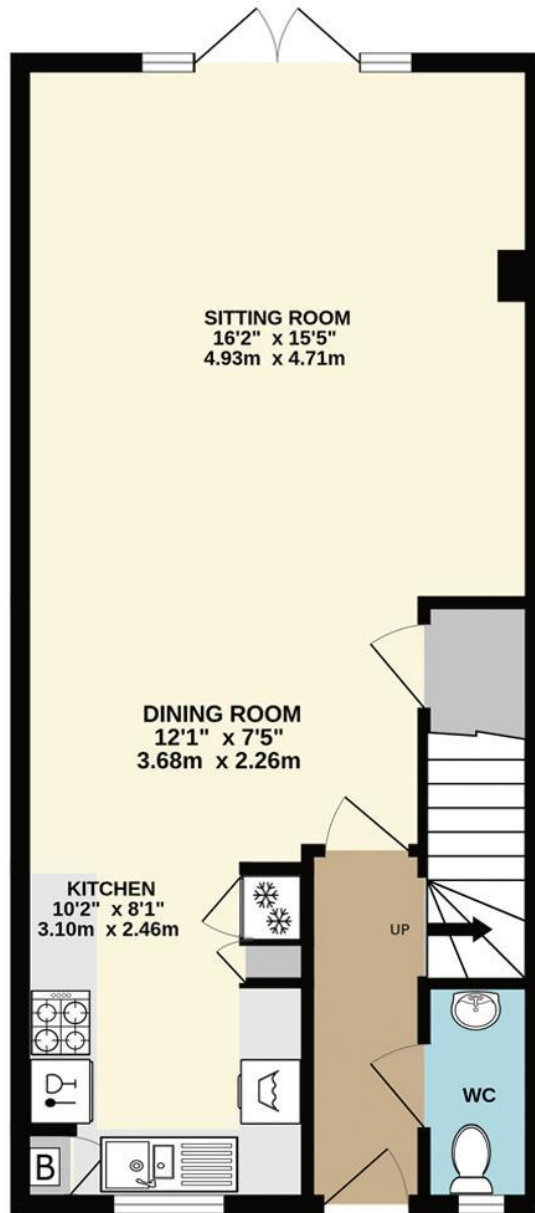 SITTING ROOM
16'2" x 15'5"
4.93m x 4.71m
DINING ROOM
12'1" x 7'5"
3.68m x 2.26m
KITCHEN
10'2" x 8'1"
3.10m x 2.46m
UP
WC
B